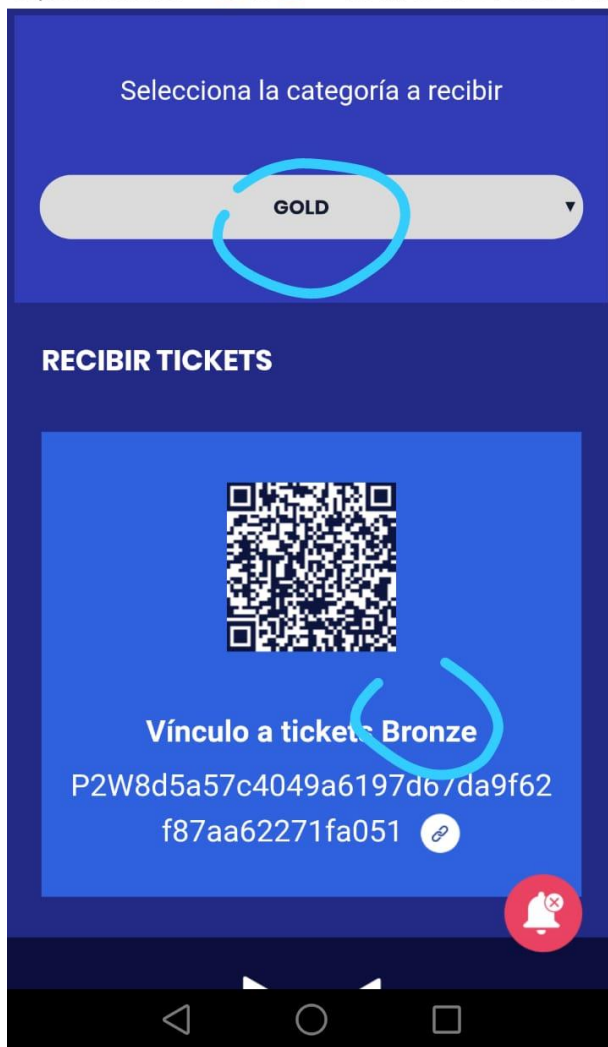 Selecciona la categoría a recibir
GOLD
RECIBIR TICKETS
Vínculo a tickets Bronze
P2W8d5a57c4049a6197d67da9f62
f87aa62271fa051